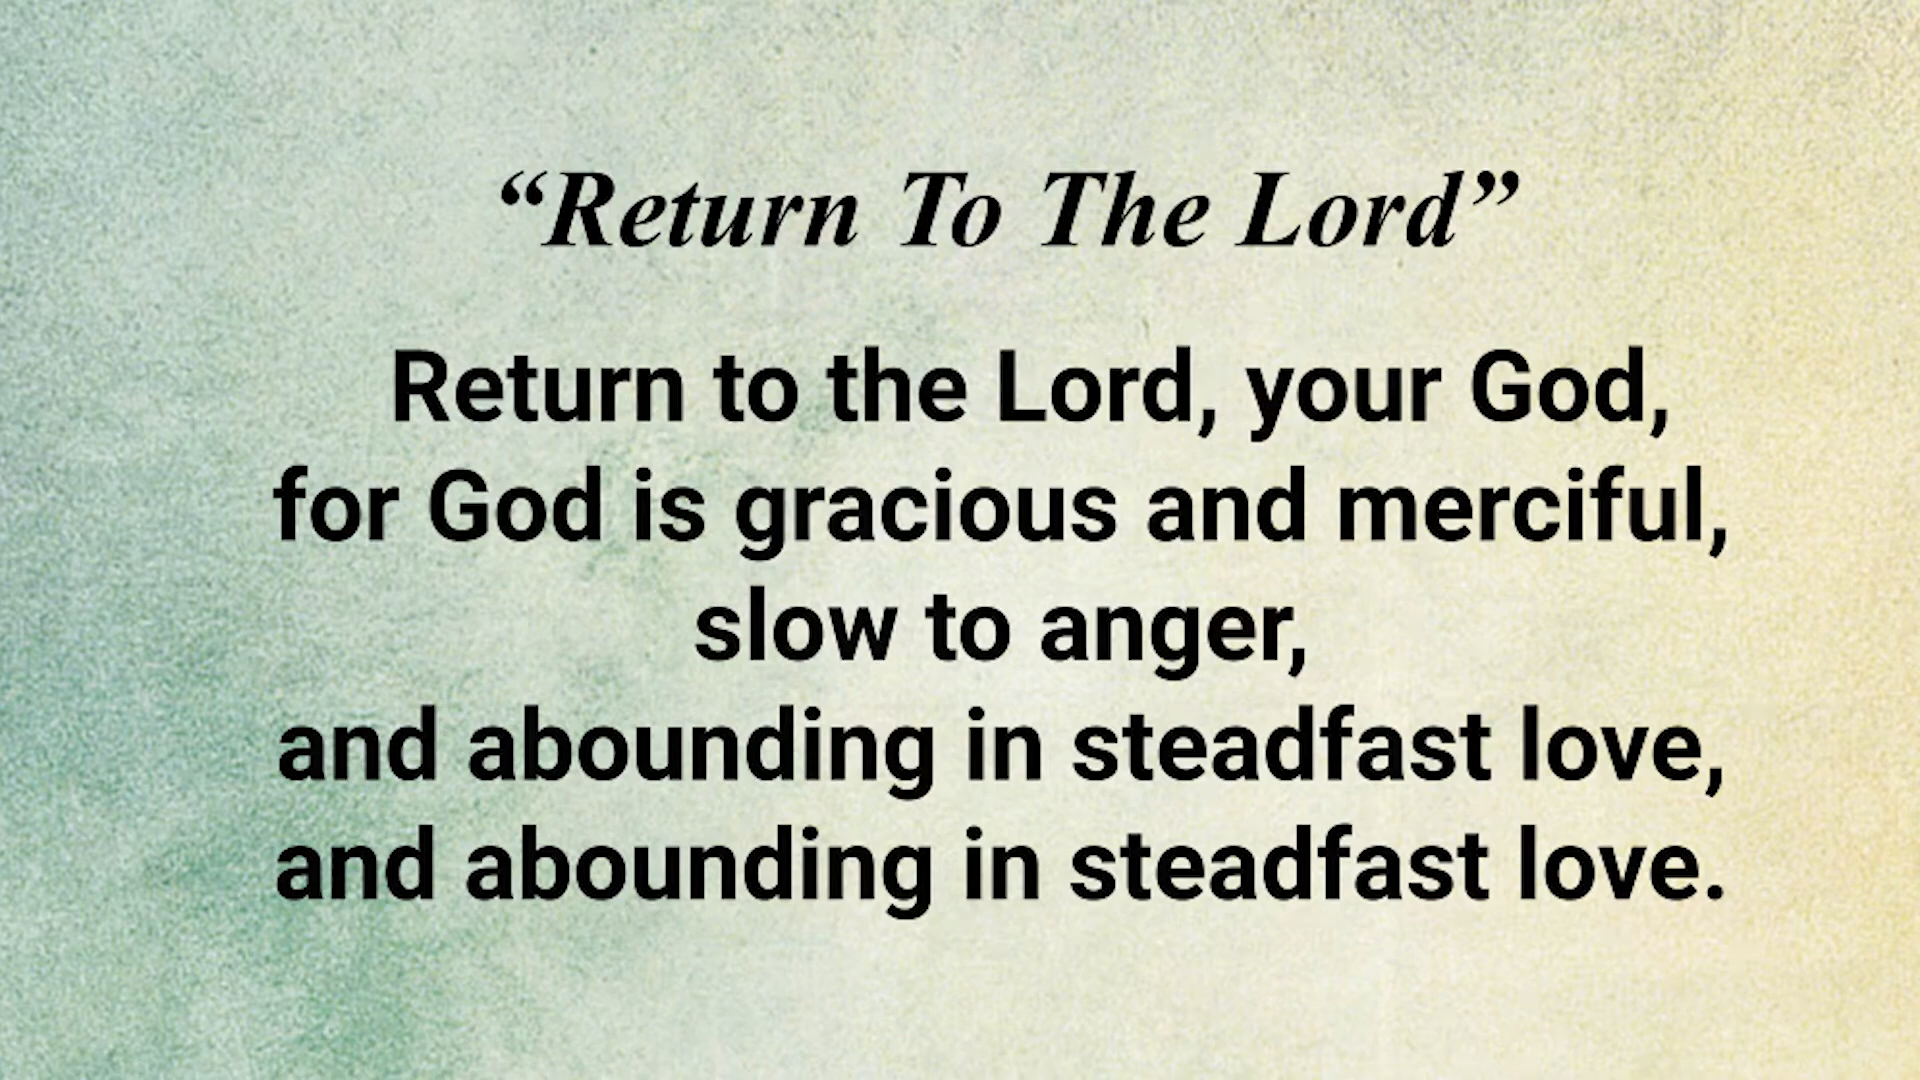 “Return To The Lord”
Return to the Lord, your God,
for God is gracious and merciful,
slow to anger,
and abounding in steadfast love,
and abounding in steadfast love.